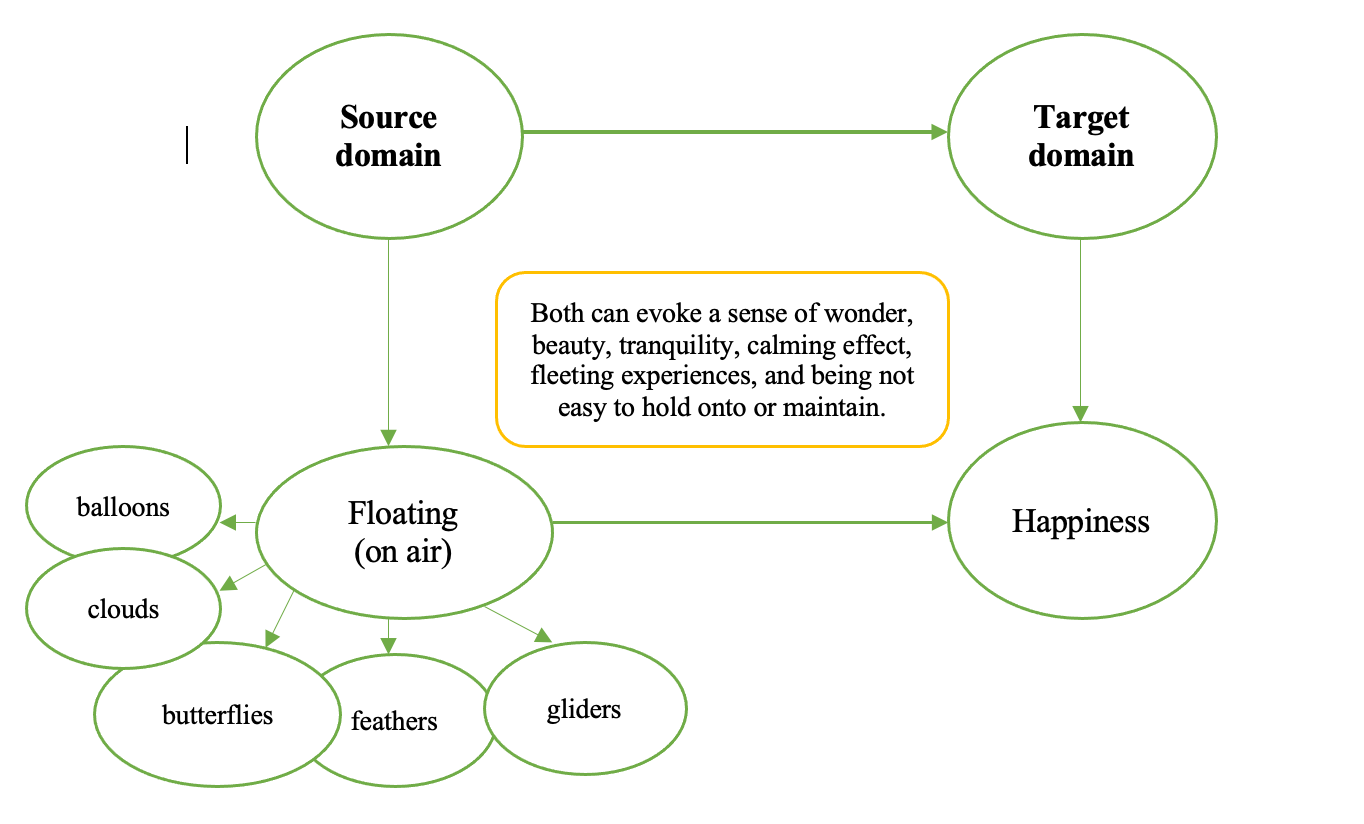 Source
domain
Target
domain
Both can evoke a sense of wonder,
beauty, tranquility, calming effect,
fleeting experiences, and being not
easy to hold onto or maintain.
balloons
Floating
(on air)
Happiness
clouds
butterflies
feathers
gliders